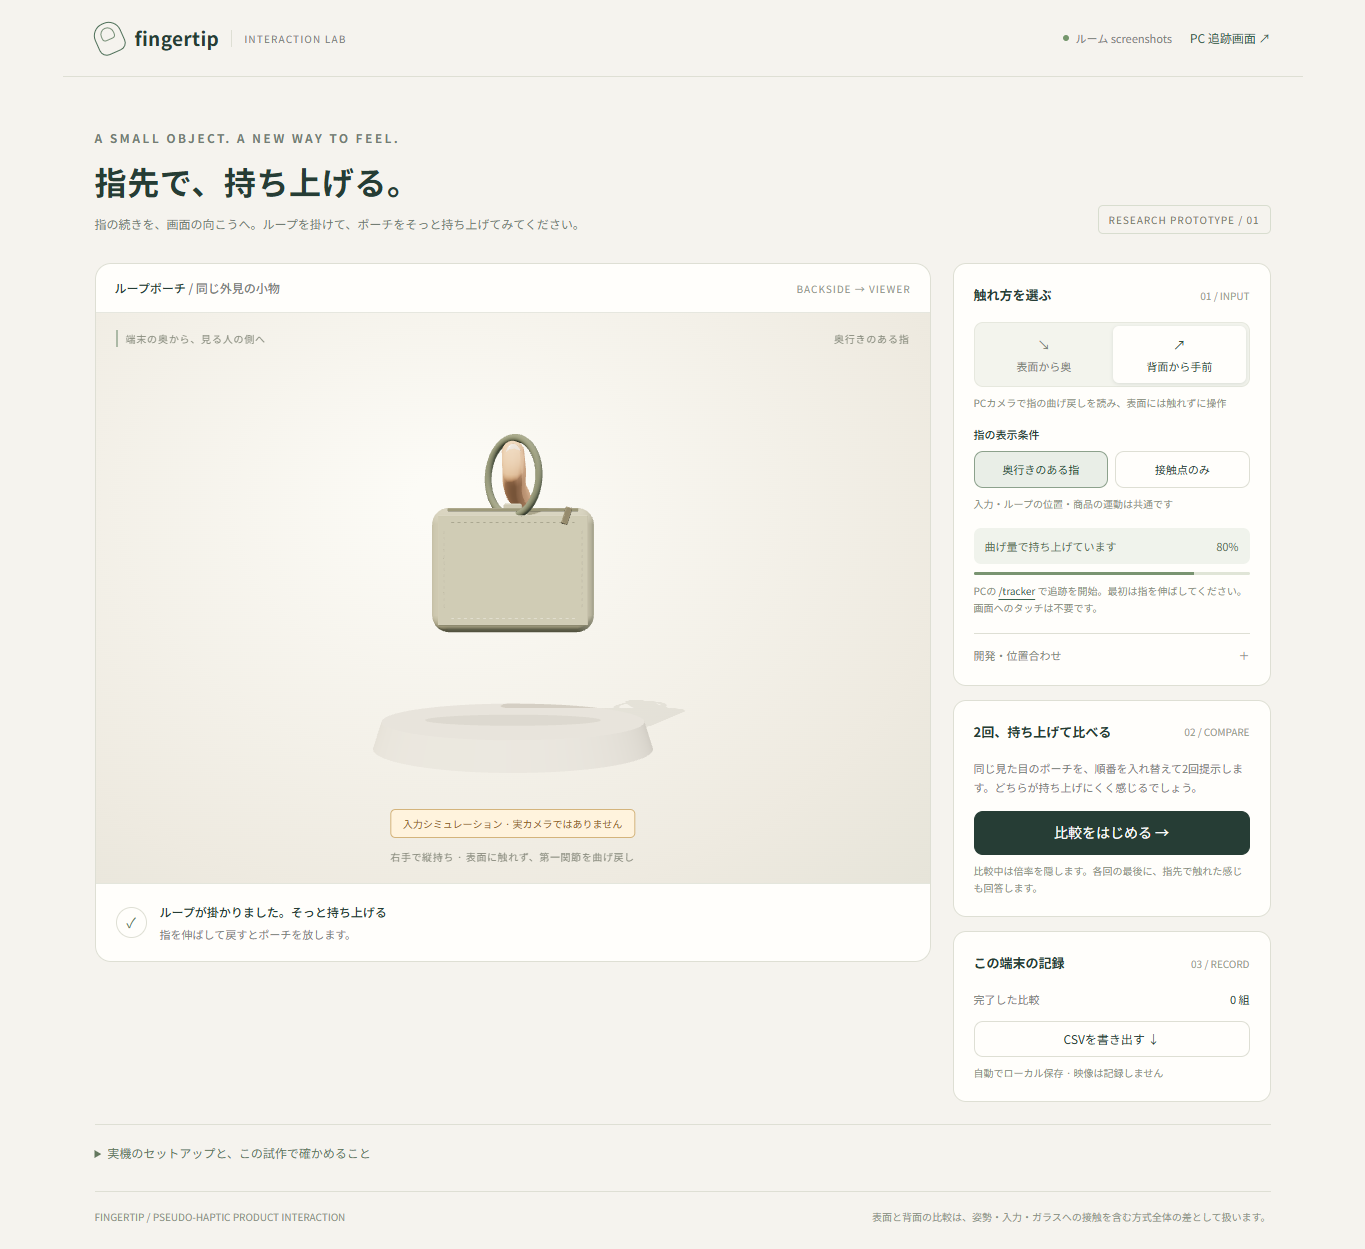 fingertip
INTERACTION LAB
ルーム screenshots
PC 追跡画面 ↗
A SMALL OBJECT. A NEW WAY TO FEEL.
指先で、持ち上げる。
指の続きを、画面の向こうへ。ループを掛けて、ポーチをそっと持ち上げてみてください。
RESEARCH PROTOTYPE / 01
ループポーチ / 同じ外見の小物
BACKSIDE → VIEWER
端末の奥から、見る人の側へ
奥行きのある指
入力シミュレーション · 実カメラではありません
右手で縦持ち · 表面に触れず、第一関節を曲げ戻し
✓
ループが掛かりました。そっと持ち上げる
指を伸ばして戻すとポーチを放します。
触れ方を選ぶ
01 / INPUT
↘
表面から奥
↗
背面から手前
PCカメラで指の曲げ戻しを読み、表面には触れずに操作
指の表示条件
奥行きのある指
接触点のみ
入力・ループの位置・商品の運動は共通です
曲げ量で持ち上げています
80%
PCの /tracker で追跡を開始。最初は指を伸ばしてください。
画面へのタッチは不要です。
開発・位置合わせ
+
2回、持ち上げて比べる
02 / COMPARE
同じ見た目のポーチを、順番を入れ替えて2回提示しま
す。どちらが持ち上げにくく感じるでしょう。
比較をはじめる →
比較中は倍率を隠します。各回の最後に、指先で触れた感じ
も回答します。
この端末の記録
03 / RECORD
完了した比較
0 組
CSVを書き出す ↓
自動でローカル保存 · 映像は記録しません
▶ 実機のセットアップと、この試作で確かめること
FINGERTIP / PSEUDO-HAPTIC PRODUCT INTERACTION
表面と背面の比較は、姿勢・入力・ガラスへの接触を含む方式全体の差として扱います。